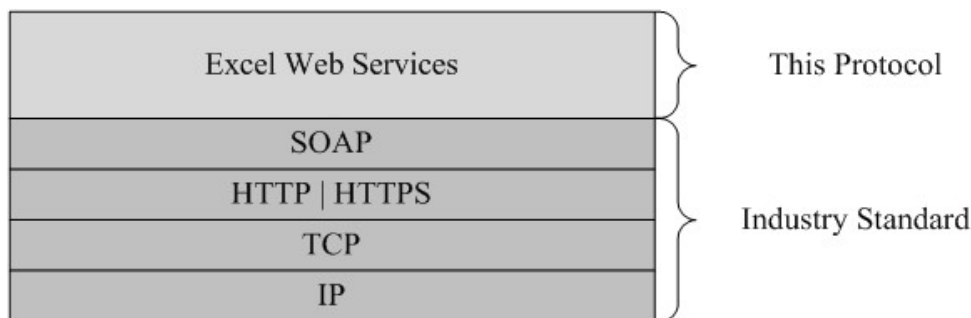 Excel Web Services
This Protocol
SOAP
HTTP | HTTPS
TCP
IP
Industry Standard